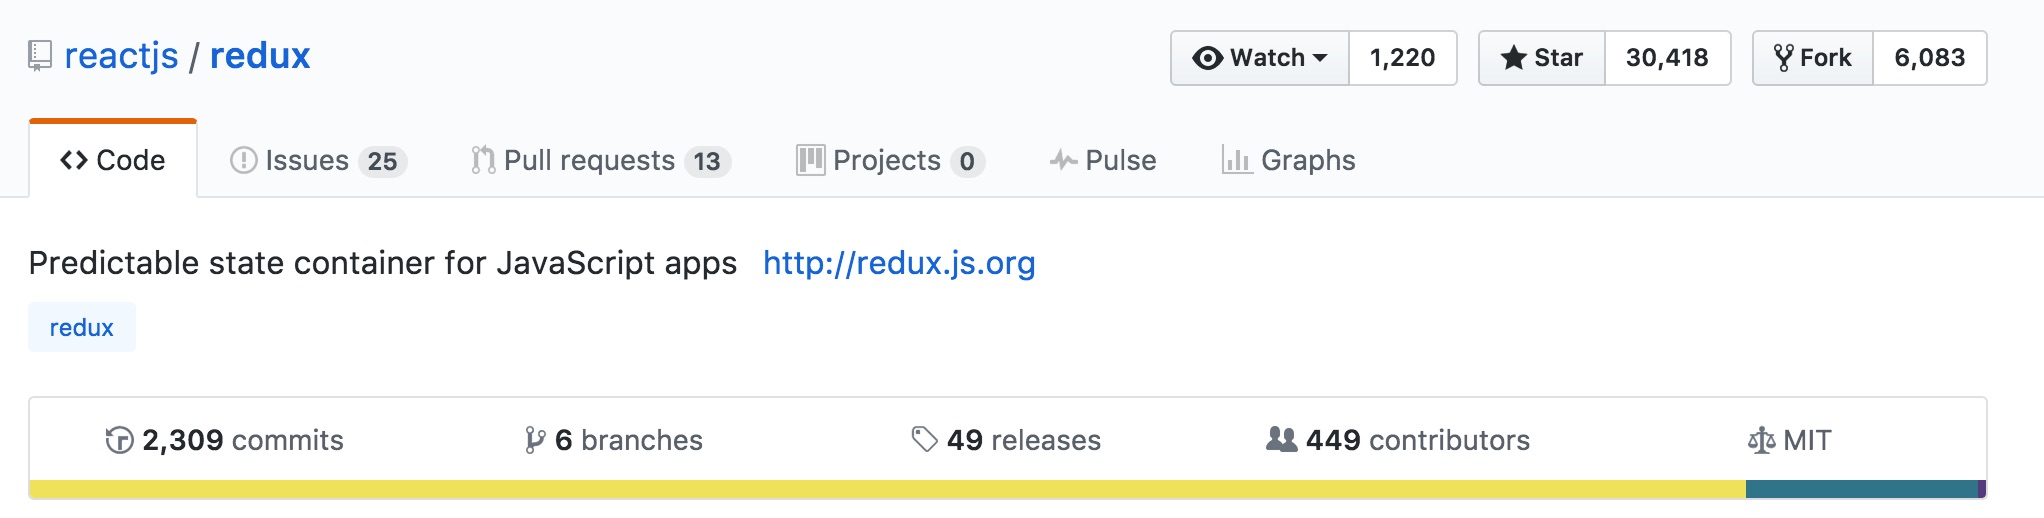 reactjs / redux
Watch 1,220 Star 30,418 Fork 6,083
Code Issues 25 Pull requests 13 Projects 0 Pulse Graphs
Predictable state container for JavaScript apps http://redux.js.org
redux
2,309 commits 6 branches 49 releases 449 contributors MIT